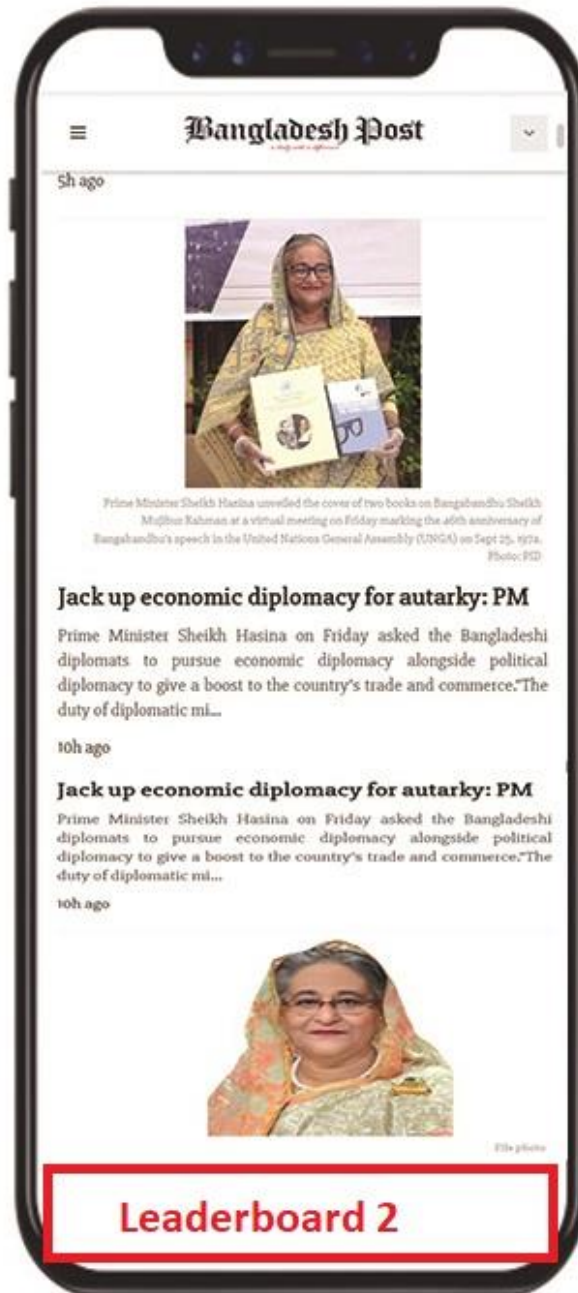 Bangladesh Post
5h ago
Prime Minister Sheikh Hasina unveiled the cover of two books on Bangabandhu Sheikh
Mujibur Rahman at a virtual meeting on Friday marking the 46th anniversary of
Bangabandhu's speech in the United Nations General Assembly (UNGA) on Sept 25, 1974.
Photo: PID
Jack up economic diplomacy for autarky: PM
Prime Minister Sheikh Hasina on Friday asked the Bangladeshi
diplomats to pursue economic diplomacy alongside political
diplomacy to give a boost to the country's trade and commerce."The
duty of diplomatic mi...
10h ago
Jack up economic diplomacy for autarky: PM
Prime Minister Sheikh Hasina on Friday asked the Bangladeshi
diplomats to pursue economic diplomacy alongside political
diplomacy to give a boost to the country's trade and commerce."The
duty of diplomatic mi...
10h ago
File photo
Leaderboard 2